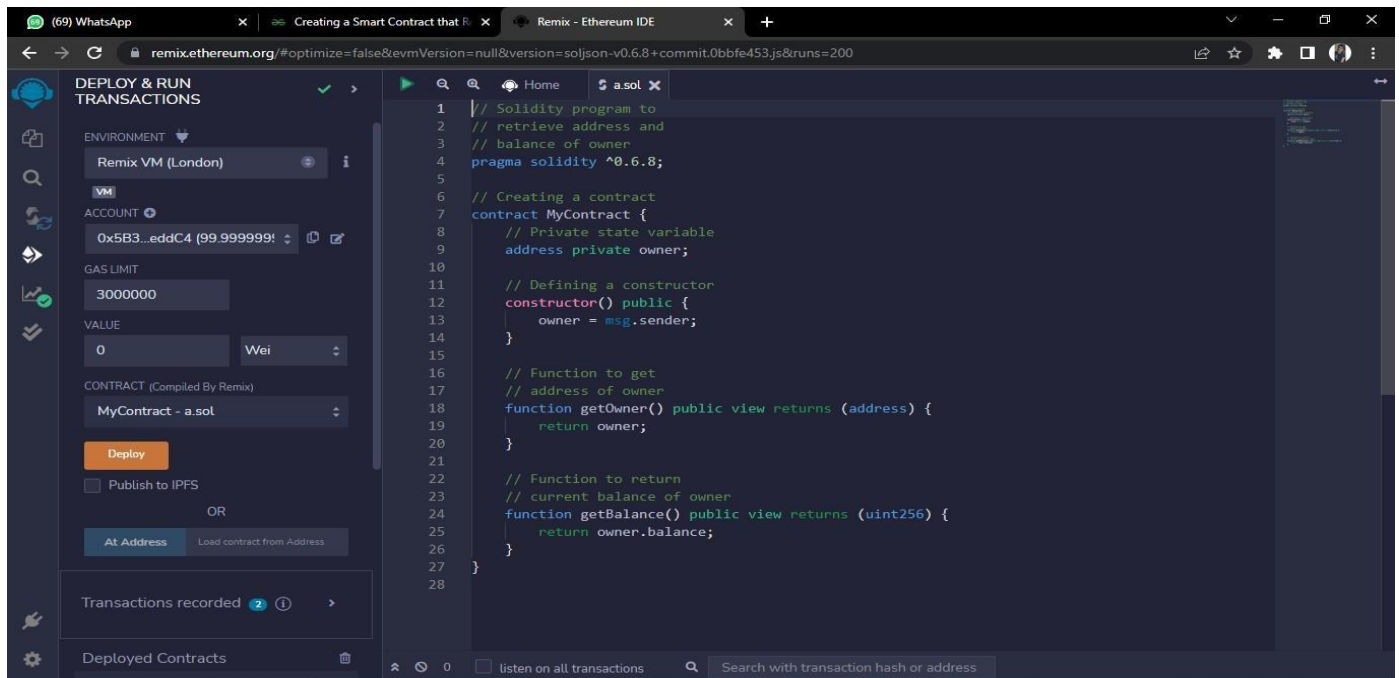 (69) WhatsApp
Creating a Smart Contract that R
Remix - Ethereum IDE
remix.ethereum.org/#optimize=false&evmVersion=null&version=soljson-v0.6.8+commit.0bbfe453.js&runs=200
DEPLOY & RUN
TRANSACTIONS
ENVIRONMENT
Remix VM (London)
VM
ACCOUNT
0x5B3...eddC4 (99.9999999
GAS LIMIT
3000000
VALUE
0 Wei
CONTRACT (Compiled By Remix)
MyContract - a.sol
Deploy
Publish to IPFS
OR
At Address Load contract from Address
Transactions recorded 2 i
Deployed Contracts
Home a.sol
1 // Solidity program to
2 // retrieve address and
3 // balance of owner
4 pragma solidity ^0.6.8;
5
6 // Creating a contract
7 contract MyContract {
8 // Private state variable
9 address private owner;
10
11 // Defining a constructor
12 constructor() public {
13 owner = msg.sender;
14 }
15
16 // Function to get
17 // address of owner
18 function getOwner() public view returns (address) {
19 return owner;
20 }
21
22 // Function to return
23 // current balance of owner
24 function getBalance() public view returns (uint256) {
25 return owner.balance;
26 }
27 }
28
0 listen on all transactions Search with transaction hash or address